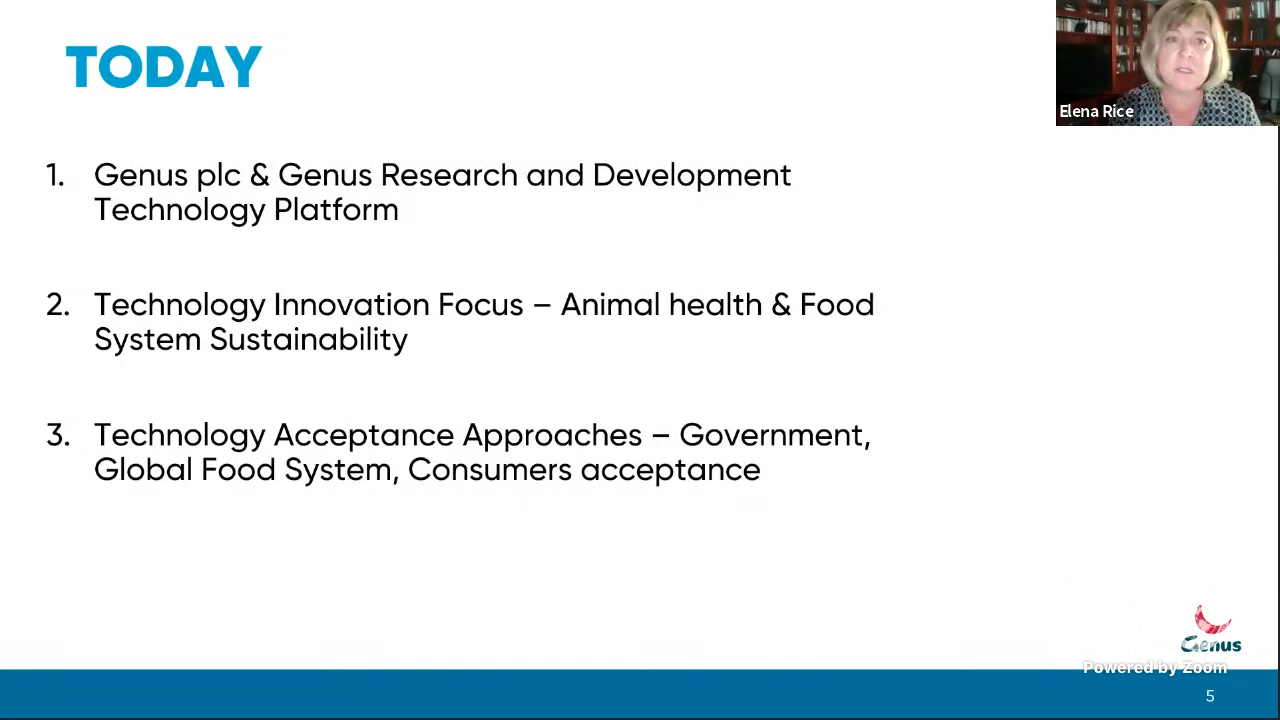 TODAY
Elena Rice
1. Genus plc & Genus Research and Development
Technology Platform
2. Technology Innovation Focus – Animal health & Food
System Sustainability
3. Technology Acceptance Approaches – Government,
Global Food System, Consumers acceptance
Genus
Powered by Zoom
5